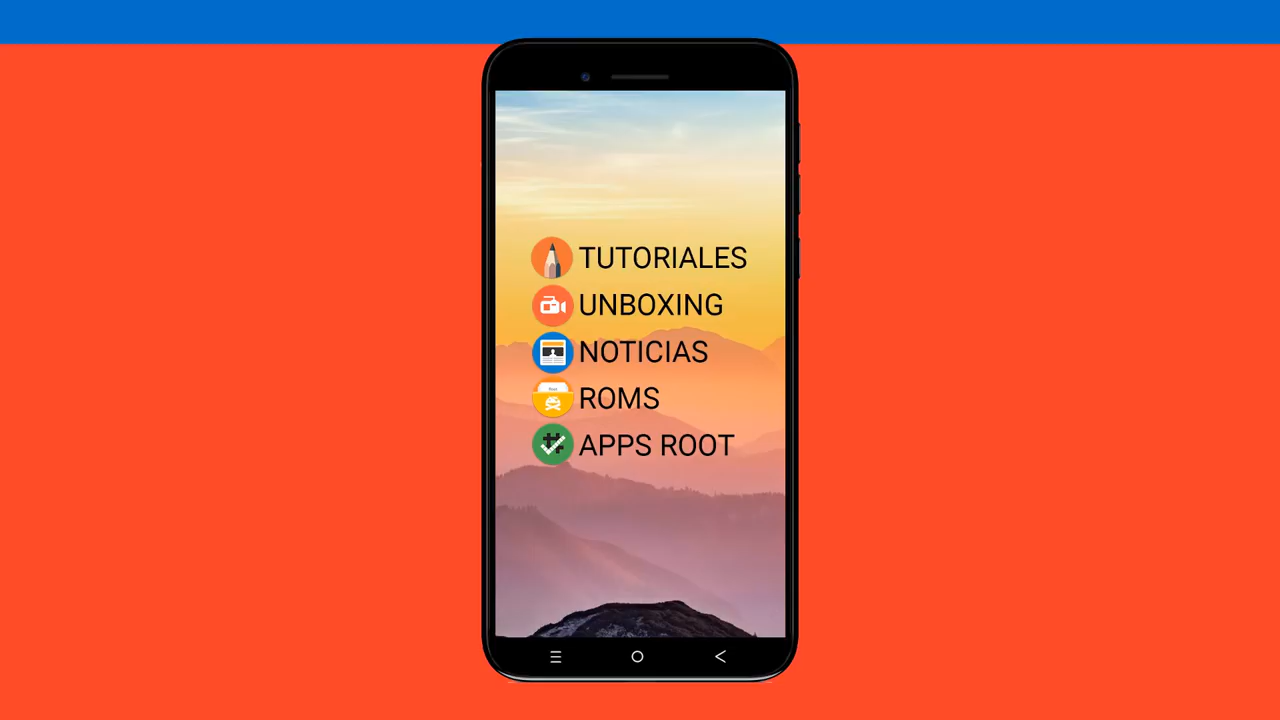 TUTORIALES
UNBOXING
NOTICIAS
ROMS
APPS ROOT